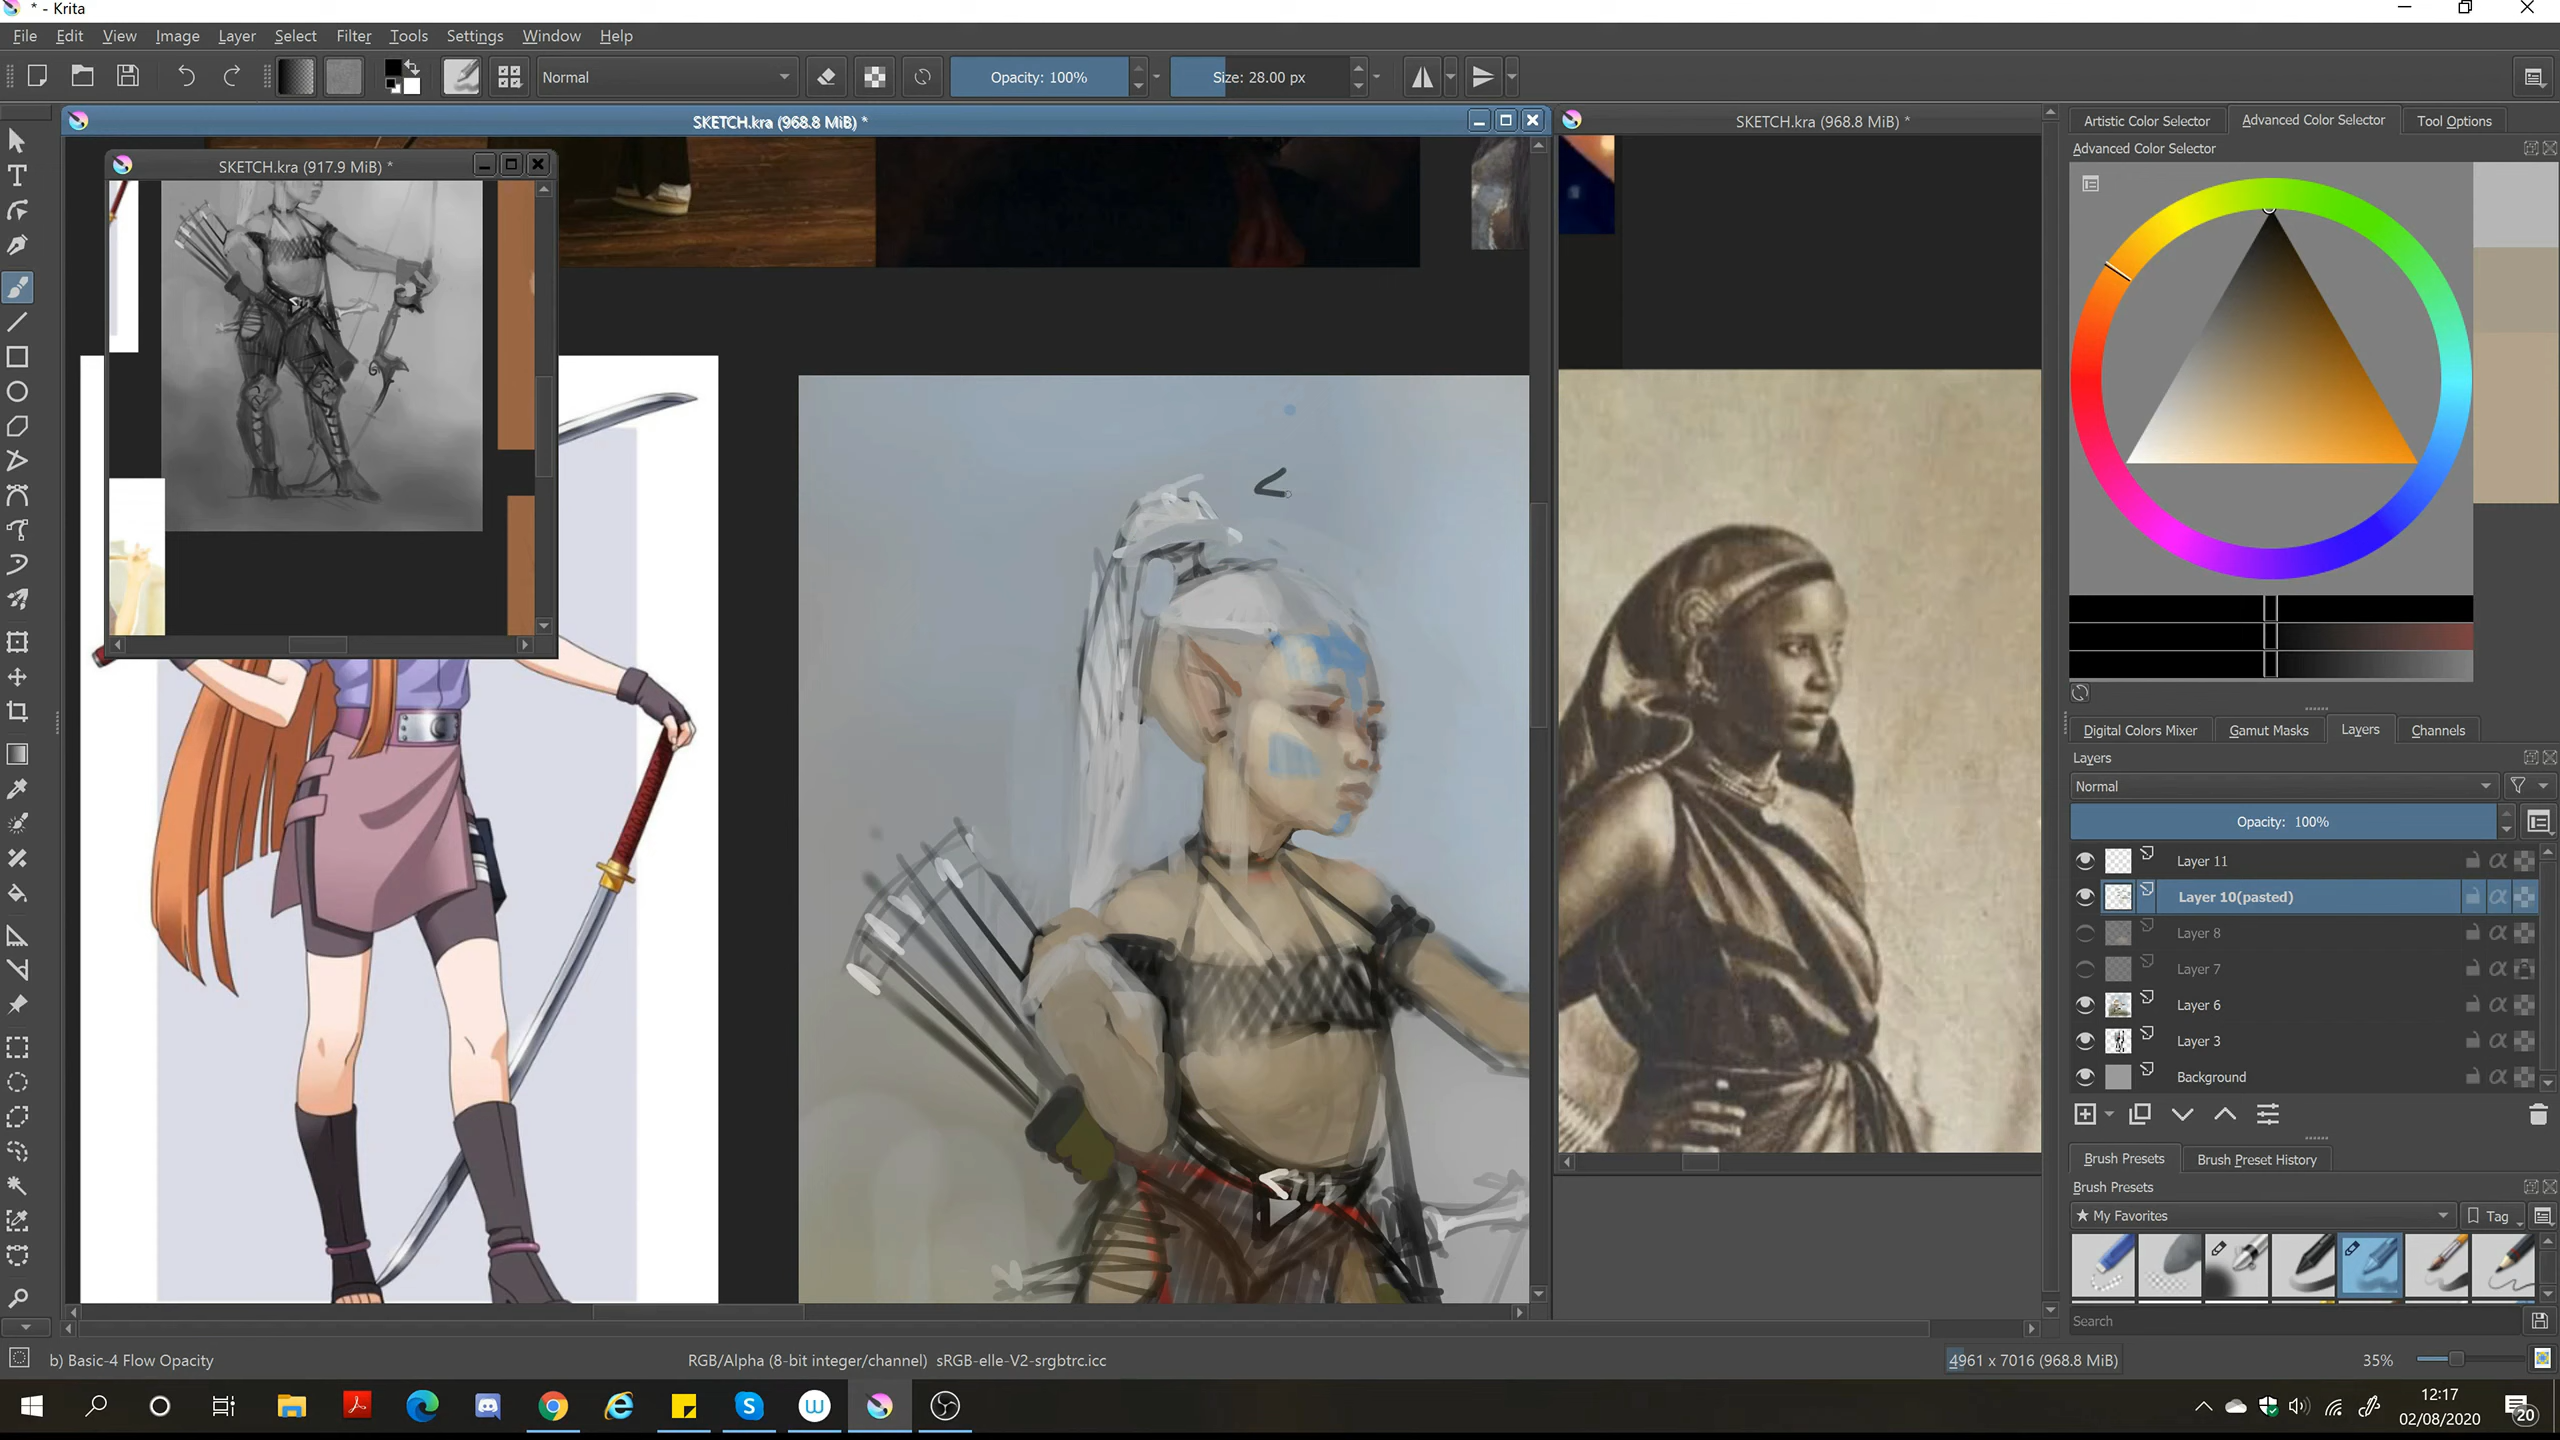 * - Krita
File Edit View Image Layer Select Filter Tools Settings Window Help
Normal Opacity: 100% Size: 28.00 px
SKETCH.kra (968.8 MiB) *
SKETCH.kra (968.8 MiB) *
SKETCH.kra (917.9 MiB) *
Artistic Color Selector Advanced Color Selector Tool Options
Advanced Color Selector
Digital Colors Mixer Gamut Masks Layers Channels
Layers
Normal
Opacity: 100%
Layer 11
Layer 10(pasted)
Layer 8
Layer 7
Layer 6
Layer 3
Background
Brush Presets Brush Preset History
Brush Presets
★ My Favorites Tag
Search
b) Basic-4 Flow Opacity RGB/Alpha (8-bit integer/channel) sRGB-elle-V2-srgbtrc.icc 4961 x 7016 (968.8 MiB) 35%
12:17
02/08/2020
20